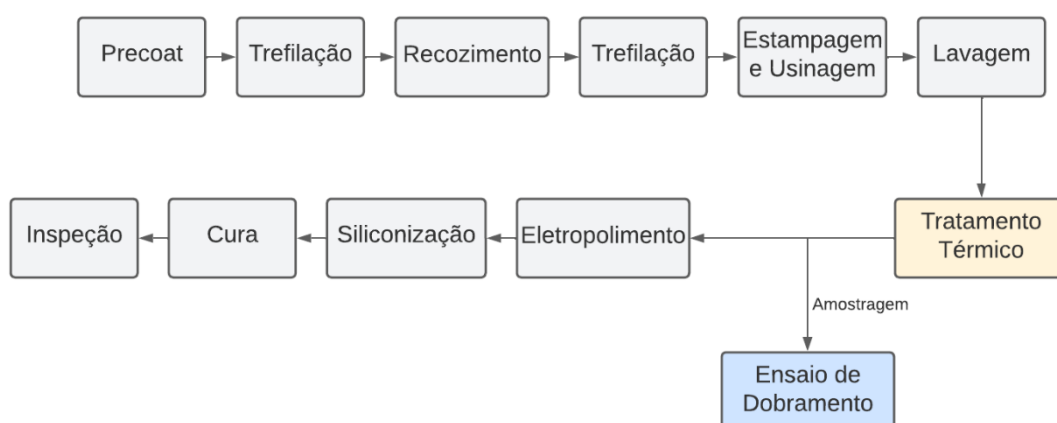 Precoat
Trefilação
Recozimento
Trefilação
Estampagem
e Usinagem
Lavagem
Tratamento
Térmico
Eletropolimento
Siliconização
Cura
Inspeção
Amostragem
Ensaio de
Dobramento